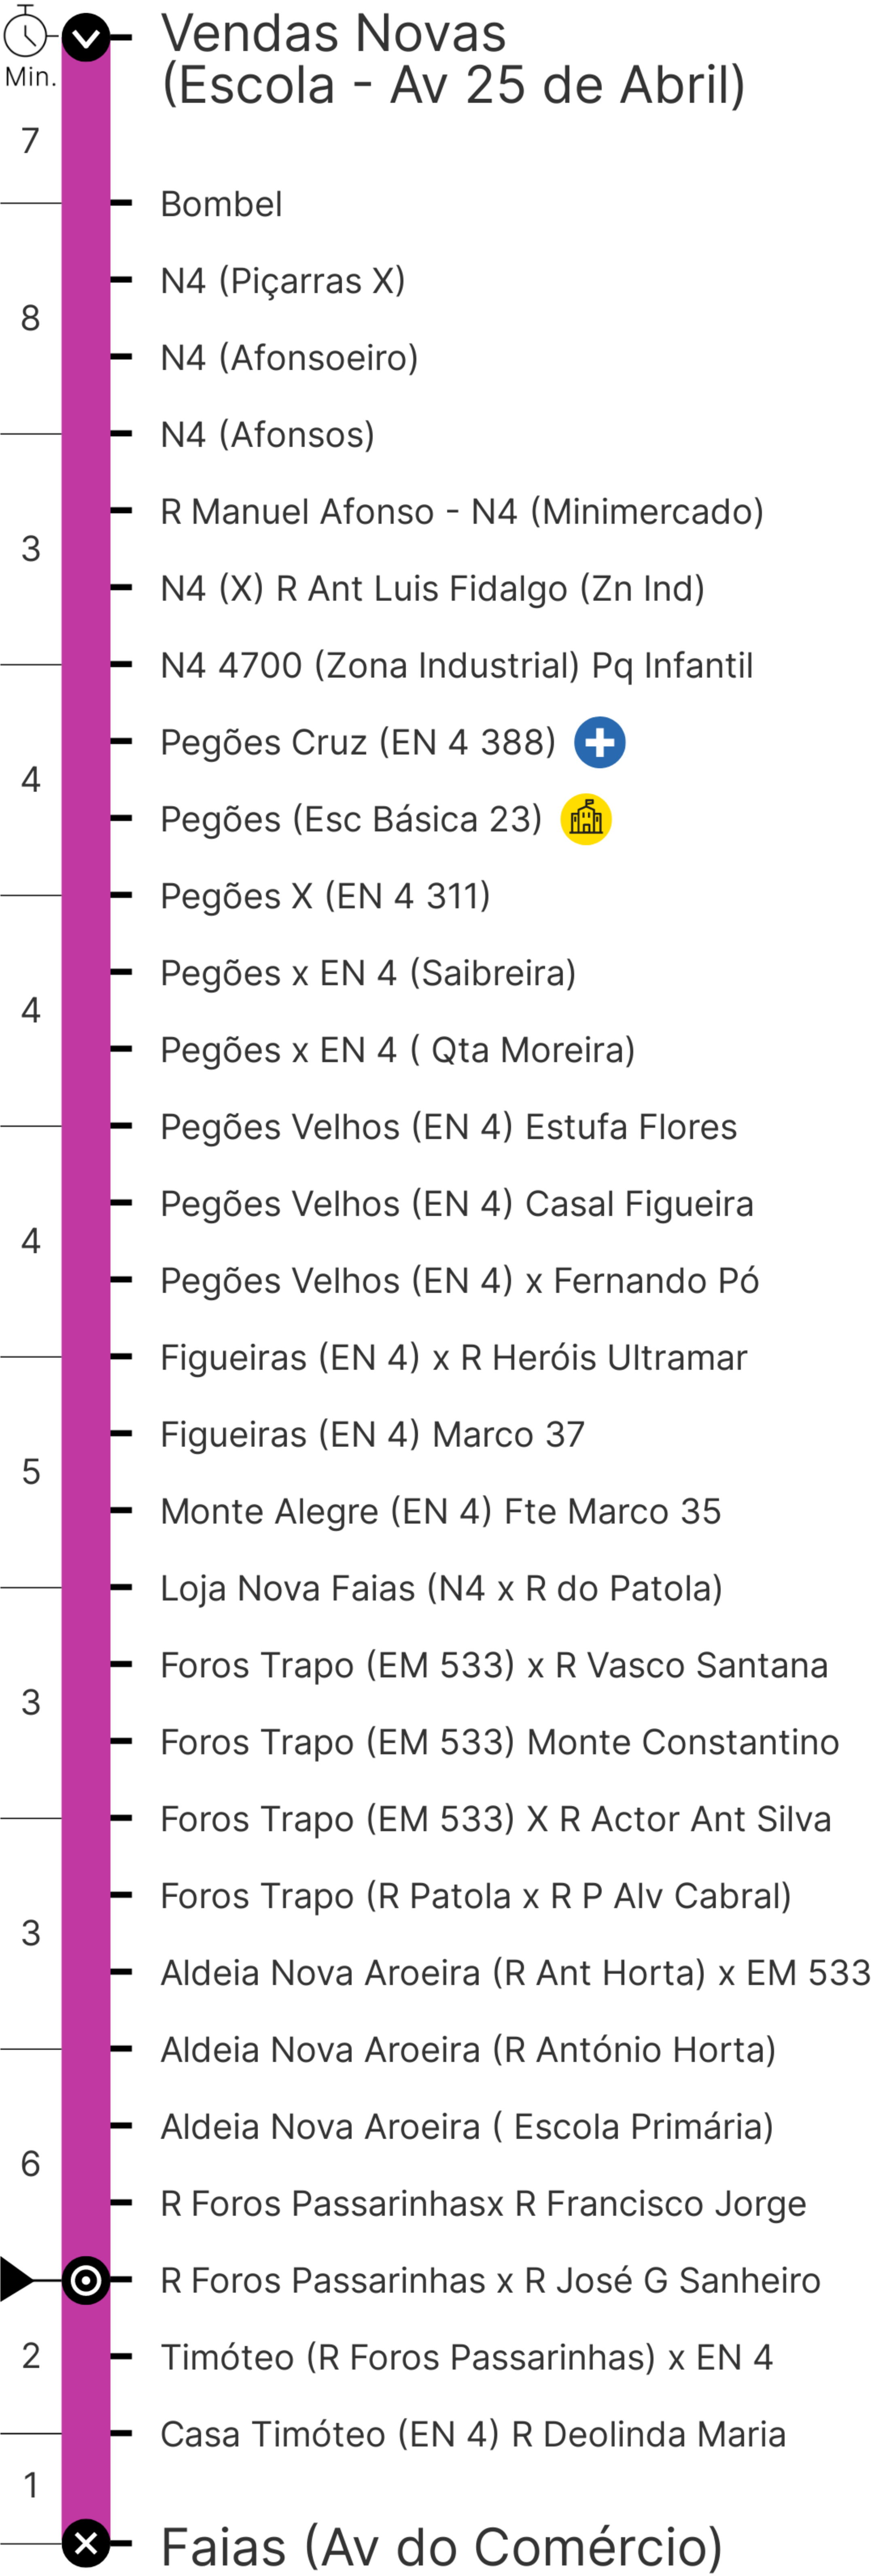 Vendas Novas
(Escola - Av 25 de Abril)
Min.
7
Bombel
N4 (Piçarras X)
8
N4 (Afonsoeiro)
N4 (Afonsos)
R Manuel Afonso - N4 (Minimercado)
3
N4 (X) R Ant Luis Fidalgo (Zn Ind)
N4 4700 (Zona Industrial) Pq Infantil
Pegões Cruz (EN 4 388)
4
Pegões (Esc Básica 23)
Pegões X (EN 4 311)
Pegões x EN 4 (Saibreira)
4
Pegões x EN 4 ( Qta Moreira)
Pegões Velhos (EN 4) Estufa Flores
Pegões Velhos (EN 4) Casal Figueira
4
Pegões Velhos (EN 4) x Fernando Pó
Figueiras (EN 4) x R Heróis Ultramar
Figueiras (EN 4) Marco 37
5
Monte Alegre (EN 4) Fte Marco 35
Loja Nova Faias (N4 x R do Patola)
Foros Trapo (EM 533) x R Vasco Santana
3
Foros Trapo (EM 533) Monte Constantino
Foros Trapo (EM 533) X R Actor Ant Silva
Foros Trapo (R Patola x R P Alv Cabral)
3
Aldeia Nova Aroeira (R Ant Horta) x EM 533
Aldeia Nova Aroeira (R António Horta)
Aldeia Nova Aroeira ( Escola Primária)
6
R Foros Passarinhasx R Francisco Jorge
R Foros Passarinhas x R José G Sanheiro
2
Timóteo (R Foros Passarinhas) x EN 4
Casa Timóteo (EN 4) R Deolinda Maria
1
Faias (Av do Comércio)